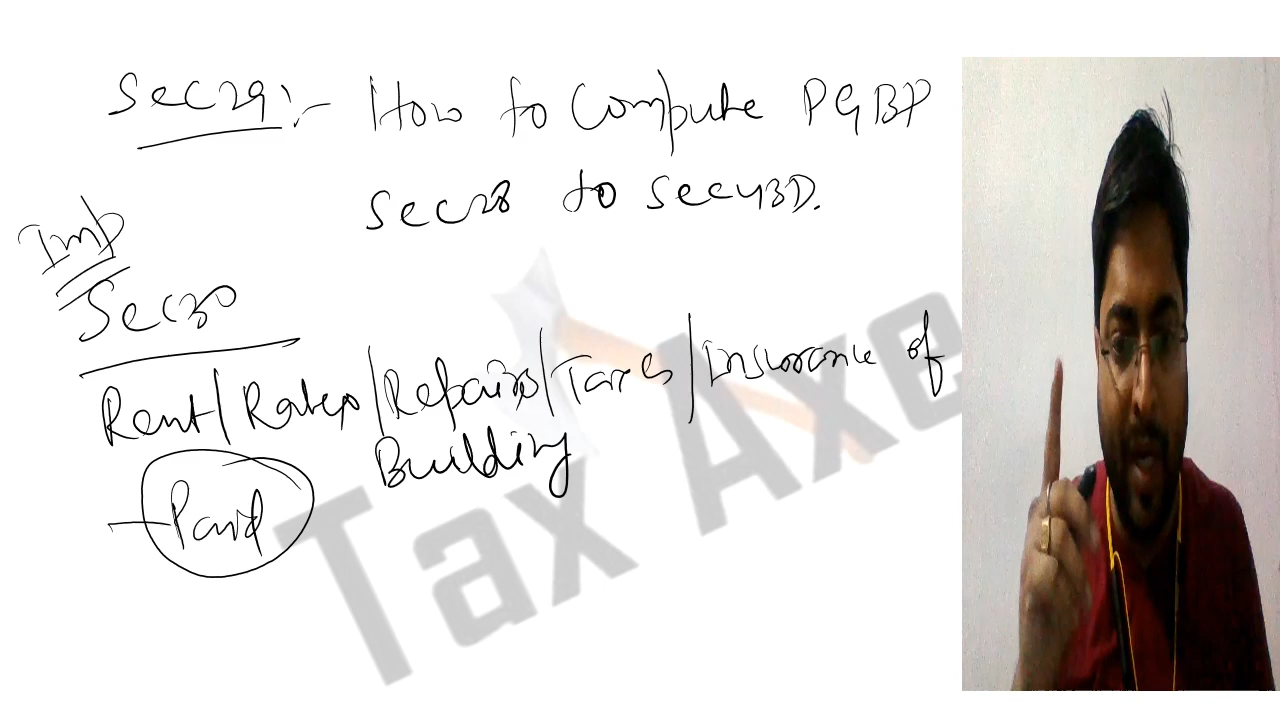 Sec29:- How to Compute PGBP
Sec28 to Sec43D.
Imp
Sec30
Rent/Rates/Repairs/Taxes/Insurance of
Building
- Paid
Tax Axe